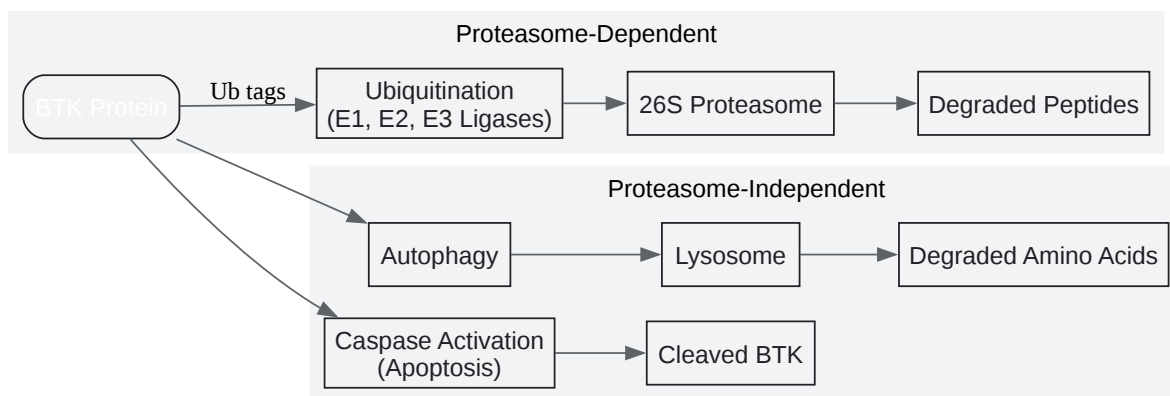 Proteasome-Dependent
BTK Protein
Ub tags
Ubiquitination
(E1, E2, E3 Ligases)
26S Proteasome
Degraded Peptides
Proteasome-Independent
Autophagy
Lysosome
Degraded Amino Acids
Caspase Activation
(Apoptosis)
Cleaved BTK